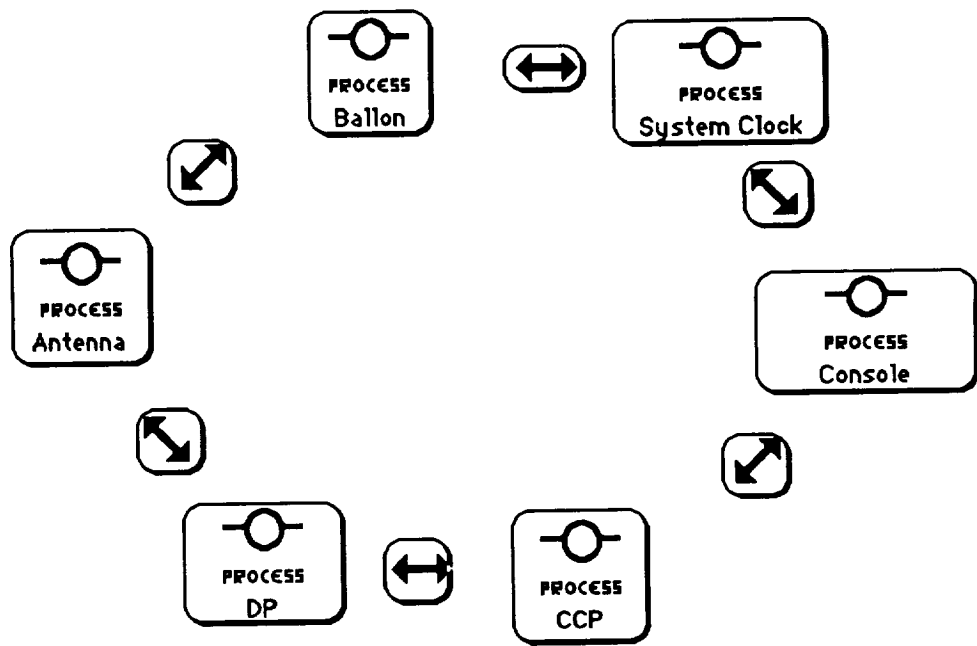 PROCESS
Ballon
PROCESS
System Clock
PROCESS
Antenna
PROCESS
Console
PROCESS
DP
PROCESS
CCP